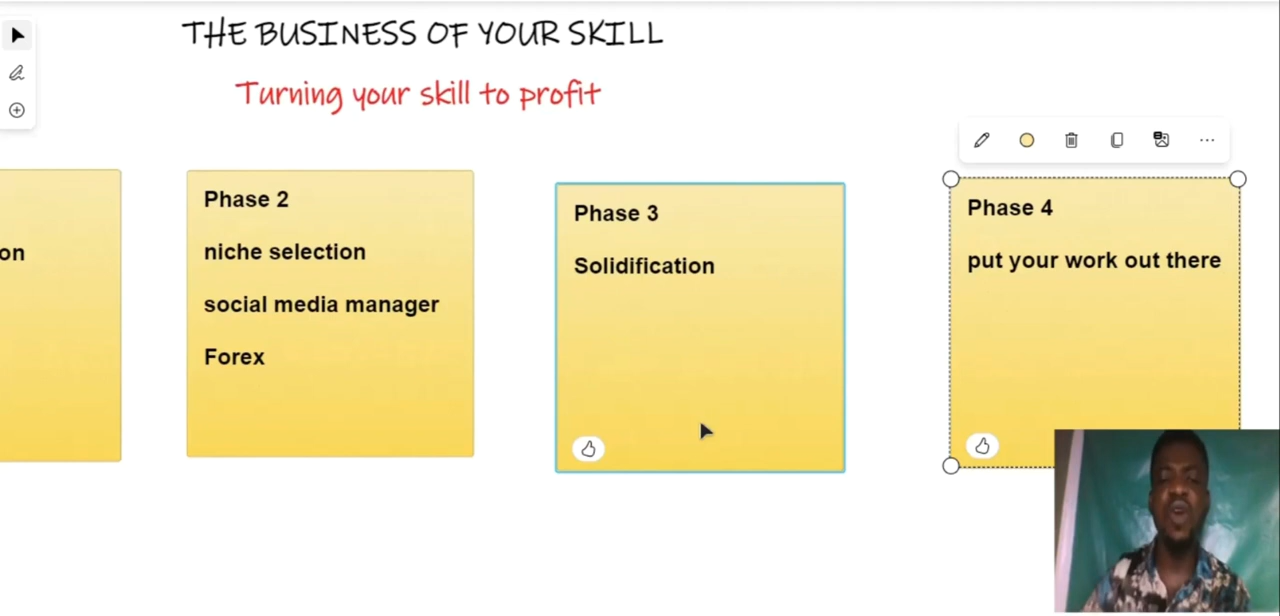 THE BUSINESS OF YOUR SKILL
Turning your skill to profit
on
Phase 2
niche selection
social media manager
Forex
Phase 3
Solidification
Phase 4
put your work out there